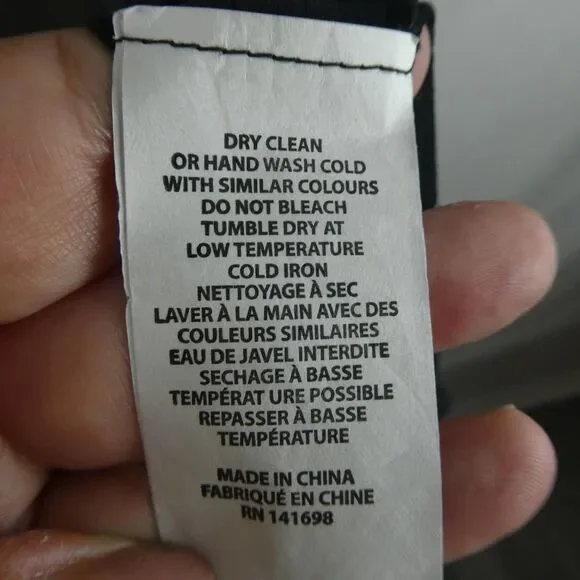 DRY CLEAN
OR HAND WASH COLD
WITH SIMILAR COLOURS
DO NOT BLEACH
TUMBLE DRY AT
LOW TEMPERATURE
COLD IRON
NETTOYAGE À SEC
LAVER À LA MAIN AVEC DES
COULEURS SIMILAIRES
EAU DE JAVEL INTERDITE
SECHAGE À BASSE
TEMPÉRAT URE POSSIBLE
REPASSER À BASSE
TEMPÉRATURE
MADE IN CHINA
FABRIQUÉ EN CHINE
RN 141698